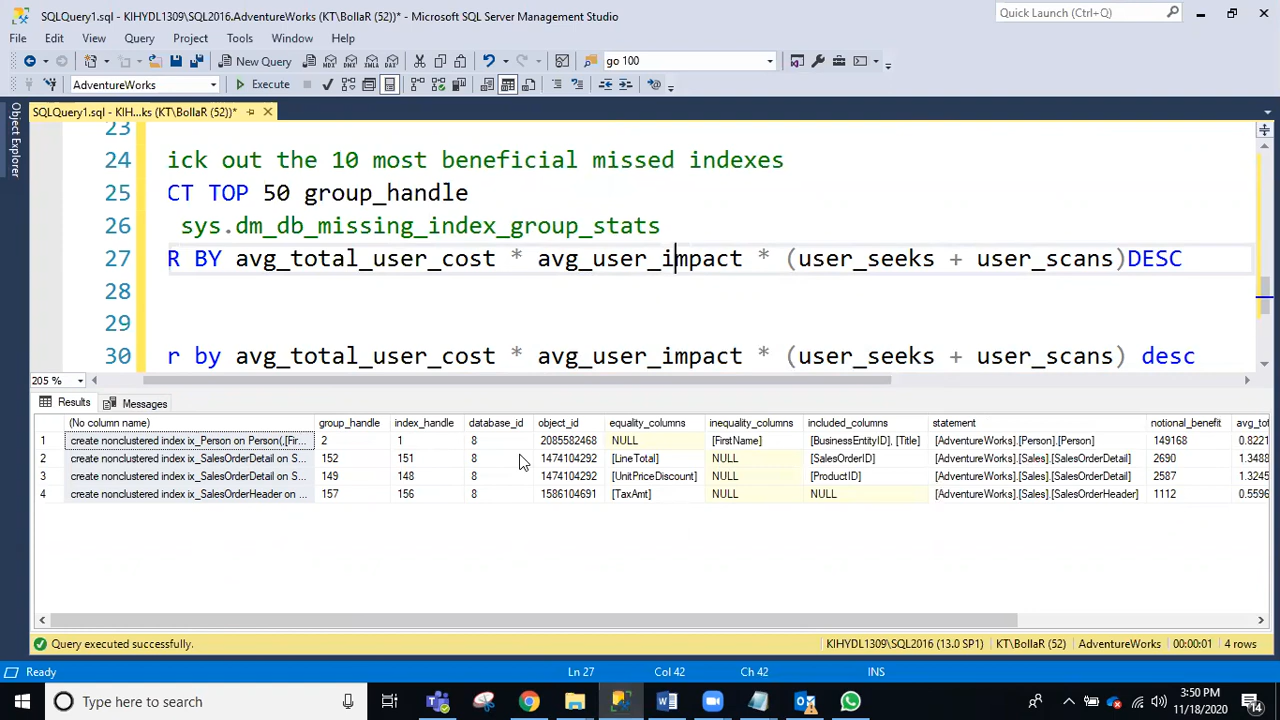 SQLQuery1.sql - KIHYDL1309\SQL2016.AdventureWorks (KT\BollaR (52))* - Microsoft SQL Server Management Studio
Quick Launch (Ctrl+Q)
File Edit View Query Project Tools Window Help
New Query go 100
AdventureWorks Execute
SQLQuery1.sql - KIH...ks (KT\BollaR (52))*
Object Explorer
23
24 ick out the 10 most beneficial missed indexes
25 CT TOP 50 group_handle
26 sys.dm_db_missing_index_group_stats
27 R BY avg_total_user_cost * avg_user_impact * (user_seeks + user_scans)DESC
28
29
30 r by avg_total_user_cost * avg_user_impact * (user_seeks + user_scans) desc
205 %
Results Messages
(No column name) group_handle index_handle database_id object_id equality_columns inequality_columns included_columns statement notional_benefit avg_to
1 create nonclustered index ix_Person on Person(,[Fir... 2 1 8 2085582468 NULL [FirstName] [BusinessEntityID], [Title] [AdventureWorks].[Person].[Person] 149168 0.8221
2 create nonclustered index ix_SalesOrderDetail on S... 152 151 8 1474104292 [LineTotal] NULL [SalesOrderID] [AdventureWorks].[Sales].[SalesOrderDetail] 2690 1.3488
3 create nonclustered index ix_SalesOrderDetail on S... 149 148 8 1474104292 [UnitPriceDiscount] NULL [ProductID] [AdventureWorks].[Sales].[SalesOrderDetail] 2587 1.3245
4 create nonclustered index ix_SalesOrderHeader on ... 157 156 8 1586104691 [TaxAmt] NULL NULL [AdventureWorks].[Sales].[SalesOrderHeader] 1112 0.5596
Query executed successfully. KIHYDL1309\SQL2016 (13.0 SP1) KT\BollaR (52) AdventureWorks 00:00:01 4 rows
Ready Ln 27 Col 42 Ch 42 INS
Type here to search
3:50 PM
11/18/2020
14